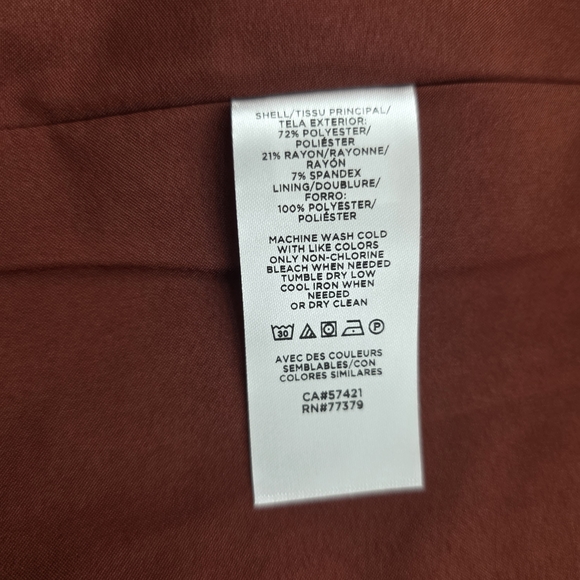 SHELL/TISSU PRINCIPAL/
TELA EXTERIOR:
72% POLYESTER/
POLIÉSTER
21% RAYON/RAYONNE/
RAYÓN
7% SPANDEX
LINING/DOUBLURE/
FORRO:
100% POLYESTER/
POLIÉSTER
MACHINE WASH COLD
WITH LIKE COLORS
ONLY NON-CHLORINE
BLEACH WHEN NEEDED
TUMBLE DRY LOW
COOL IRON WHEN
NEEDED
OR DRY CLEAN
30 P
AVEC DES COULEURS
SEMBLABLES/CON
COLORES SIMILARES
CA#57421
RN#77379